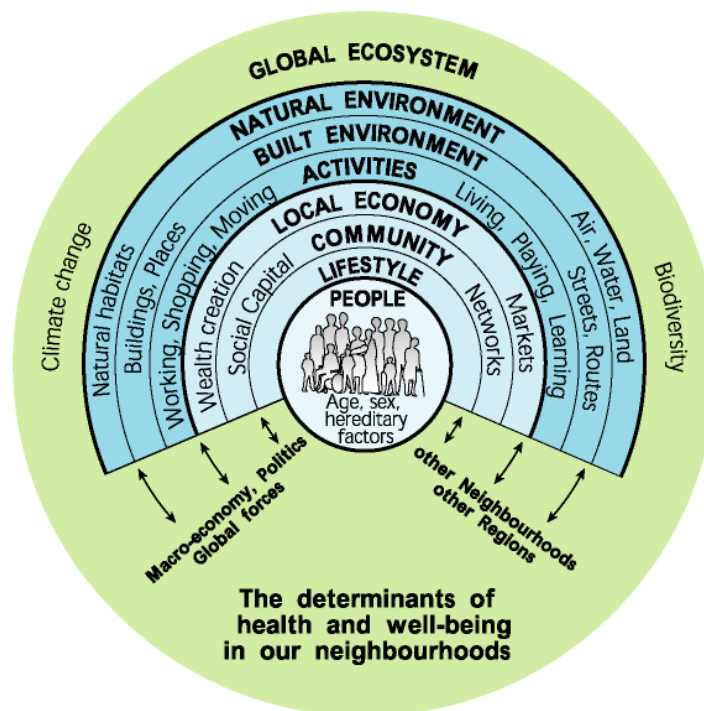 GLOBAL ECOSYSTEM
NATURAL ENVIRONMENT
BUILT ENVIRONMENT
ACTIVITIES
LOCAL ECONOMY
COMMUNITY
LIFESTYLE
PEOPLE
Age, sex,
hereditary
factors
Climate change
Natural habitats
Buildings, Places
Working, Shopping, Moving
Wealth creation
Social Capital
Networks
Markets
Living, Playing, Learning
Streets, Routes
Air, Water, Land
Biodiversity
Macro-economy, Politics
Global forces
other Neighbourhoods
other Regions
The determinants of
health and well-being
in our neighbourhoods